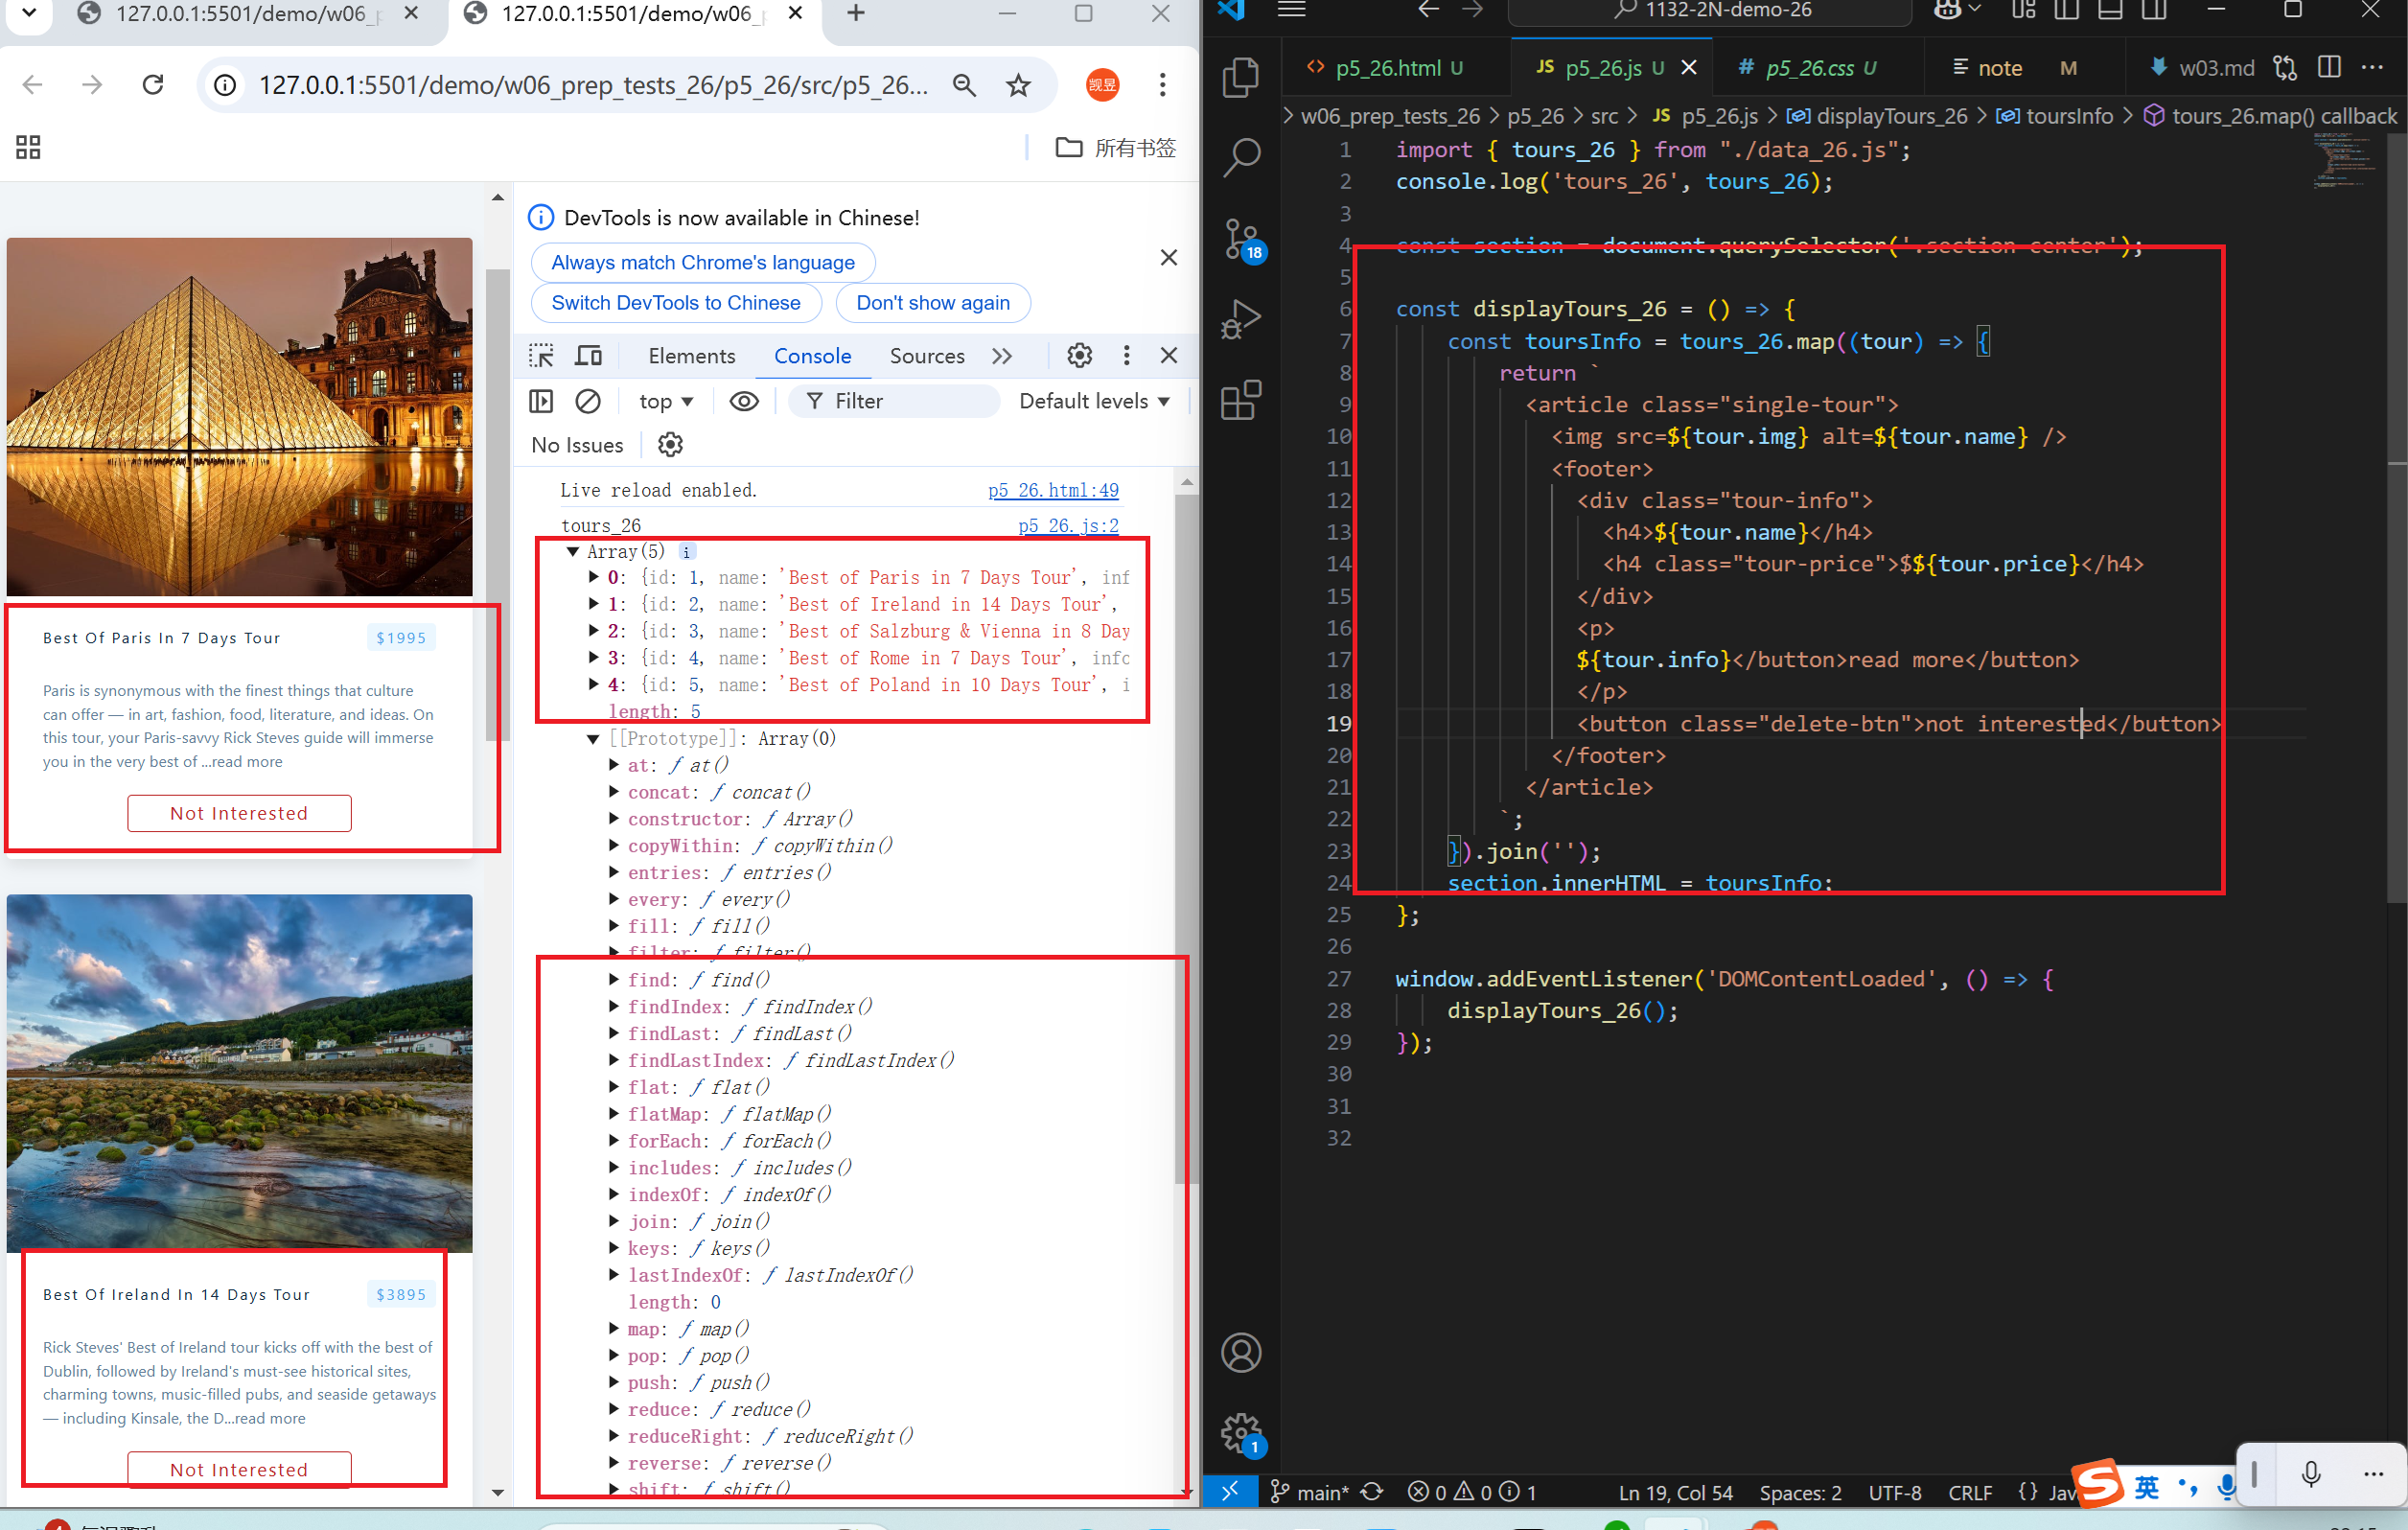 127.0.0.1:5501/demo/w06_
127.0.0.1:5501/demo/w06_
127.0.0.1:5501/demo/w06_prep_tests_26/p5_26/src/p5_26...
觊昱
所有书签
Best Of Paris In 7 Days Tour
$1995
Paris is synonymous with the finest things that culture
can offer — in art, fashion, food, literature, and ideas. On
this tour, your Paris-savvy Rick Steves guide will immerse
you in the very best of ...read more
Not Interested
Best Of Ireland In 14 Days Tour
$3895
Rick Steves' Best of Ireland tour kicks off with the best of
Dublin, followed by Ireland's must-see historical sites,
charming towns, music-filled pubs, and seaside getaways
— including Kinsale, the D...read more
Not Interested
DevTools is now available in Chinese!
Always match Chrome's language
Switch DevTools to Chinese
Don't show again
Elements
Console
Sources
top
Filter
Default levels
No Issues
Live reload enabled.
p5_26.html:49
tours_26
p5_26.js:2
Array(5) i
0: {id: 1, name: 'Best of Paris in 7 Days Tour', inf
1: {id: 2, name: 'Best of Ireland in 14 Days Tour',
2: {id: 3, name: 'Best of Salzburg & Vienna in 8 Day
3: {id: 4, name: 'Best of Rome in 7 Days Tour', info
4: {id: 5, name: 'Best of Poland in 10 Days Tour', i
length: 5
[[Prototype]]: Array(0)
at: ƒ at()
concat: ƒ concat()
constructor: ƒ Array()
copyWithin: ƒ copyWithin()
entries: ƒ entries()
every: ƒ every()
fill: ƒ fill()
filter: ƒ filter()
find: ƒ find()
findIndex: ƒ findIndex()
findLast: ƒ findLast()
findLastIndex: ƒ findLastIndex()
flat: ƒ flat()
flatMap: ƒ flatMap()
forEach: ƒ forEach()
includes: ƒ includes()
indexOf: ƒ indexOf()
join: ƒ join()
keys: ƒ keys()
lastIndexOf: ƒ lastIndexOf()
length: 0
map: ƒ map()
pop: ƒ pop()
push: ƒ push()
reduce: ƒ reduce()
reduceRight: ƒ reduceRight()
reverse: ƒ reverse()
shift: ƒ shift()
1132-2N-demo-26
p5_26.html U
JS p5_26.js U
# p5_26.css U
note M
w03.md
w06_prep_tests_26 > p5_26 > src > JS p5_26.js > displayTours_26 > toursInfo > tours_26.map() callback
18
1 import { tours_26 } from "./data_26.js";
2 console.log('tours_26', tours_26);
3
4 const section = document.querySelector('.section-center');
5
6 const displayTours_26 = () => {
7 const toursInfo = tours_26.map((tour) => {
8 return `
9 <article class="single-tour">
10 <img src=${tour.img} alt=${tour.name} />
11 <footer>
12 <div class="tour-info">
13 <h4>${tour.name}</h4>
14 <h4 class="tour-price">$${tour.price}</h4>
15 </div>
16 <p>
17 ${tour.info}</button>read more</button>
18 </p>
19 <button class="delete-btn">not interested</button>
20 </footer>
21 </article>
22 `;
23 }).join('');
24 section.innerHTML = toursInfo;
25 };
26
27 window.addEventListener('DOMContentLoaded', () => {
28 displayTours_26();
29 });
30
31
32
1
main*
0 0 1
Ln 19, Col 54
Spaces: 2
UTF-8
CRLF
{} Jav
S 英